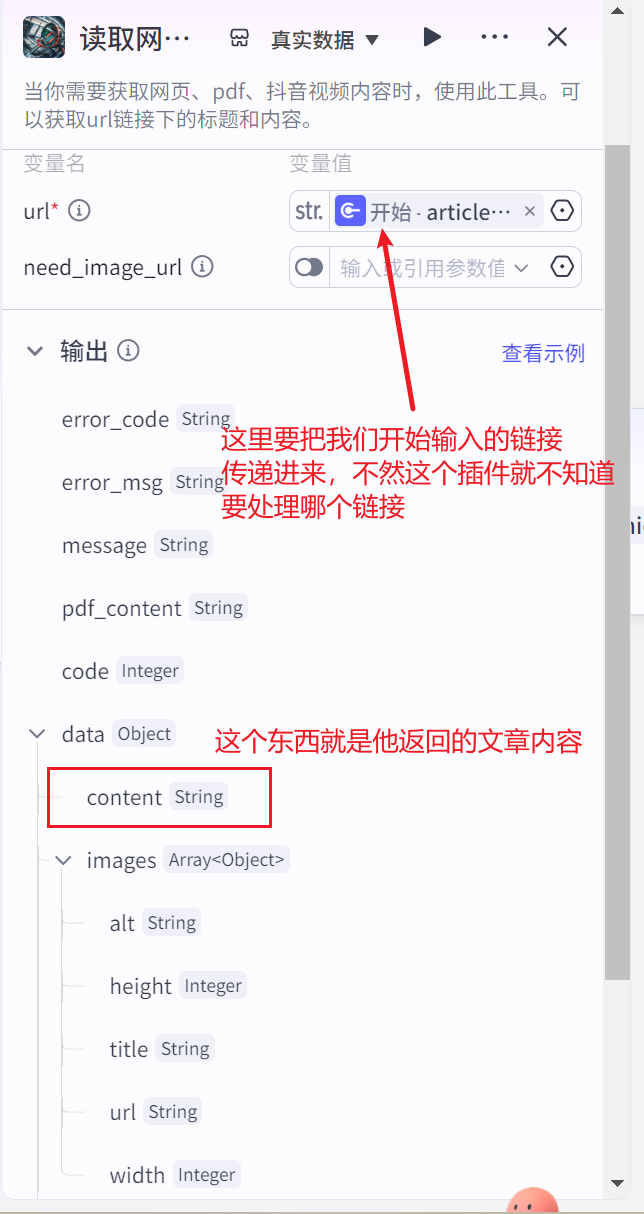 读取网… 真实数据
当你需要获取网页、pdf、抖音视频内容时，使用此工具。可
以获取url链接下的标题和内容。
变量名 变量值
url* str. 开始 · article…
need_image_url 输入或引用参数值
输出 查看示例
error_code String
error_msg String
这里要把我们开始输入的链接
传递进来，不然这个插件就不知道
要处理哪个链接
message String
pdf_content String
code Integer
data Object
这个东西就是他返回的文章内容
content String
images Array<Object>
alt String
height Integer
title String
url String
width Integer